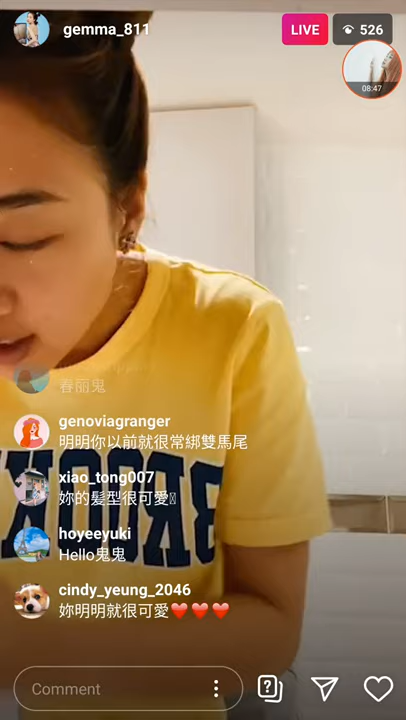 gemma_811
LIVE
526
08:47
春丽鬼
genoviagranger
明明你以前就很常綁雙馬尾
xiao_tong007
妳的髮型很可愛
hoyeeyuki
Hello鬼鬼
cindy_yeung_2046
妳明明就很可愛❤️❤️❤️
Comment